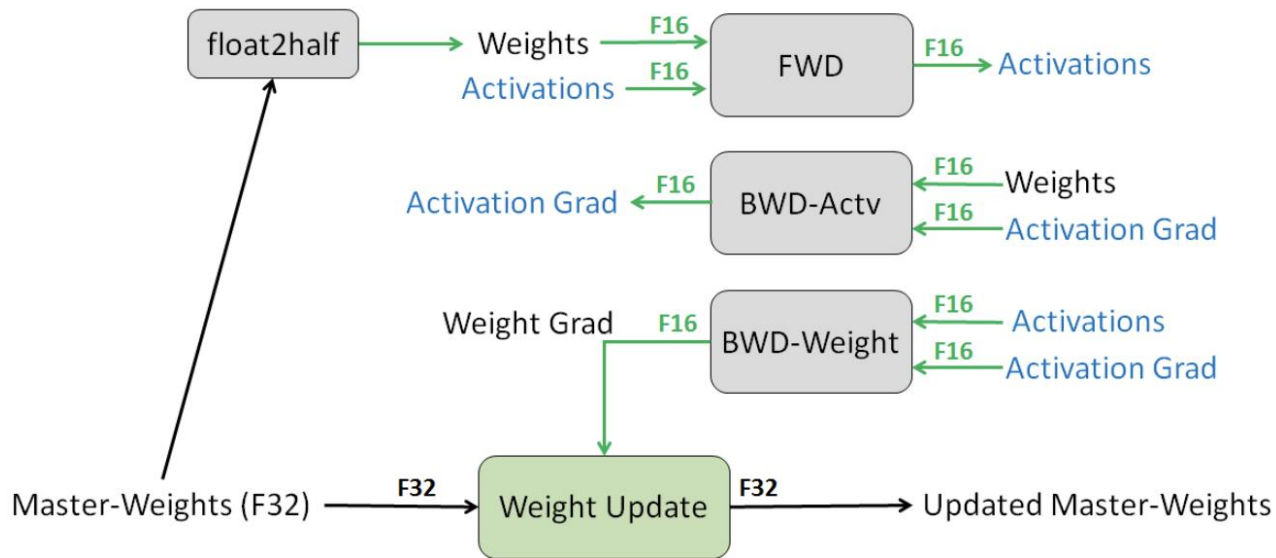 float2half
Weights F16
Activations F16
FWD
F16 Activations
Activation Grad F16
BWD-Actv
F16 Weights
F16 Activation Grad
Weight Grad F16
BWD-Weight
F16 Activations
F16 Activation Grad
Master-Weights (F32) F32
Weight Update
F32 Updated Master-Weights